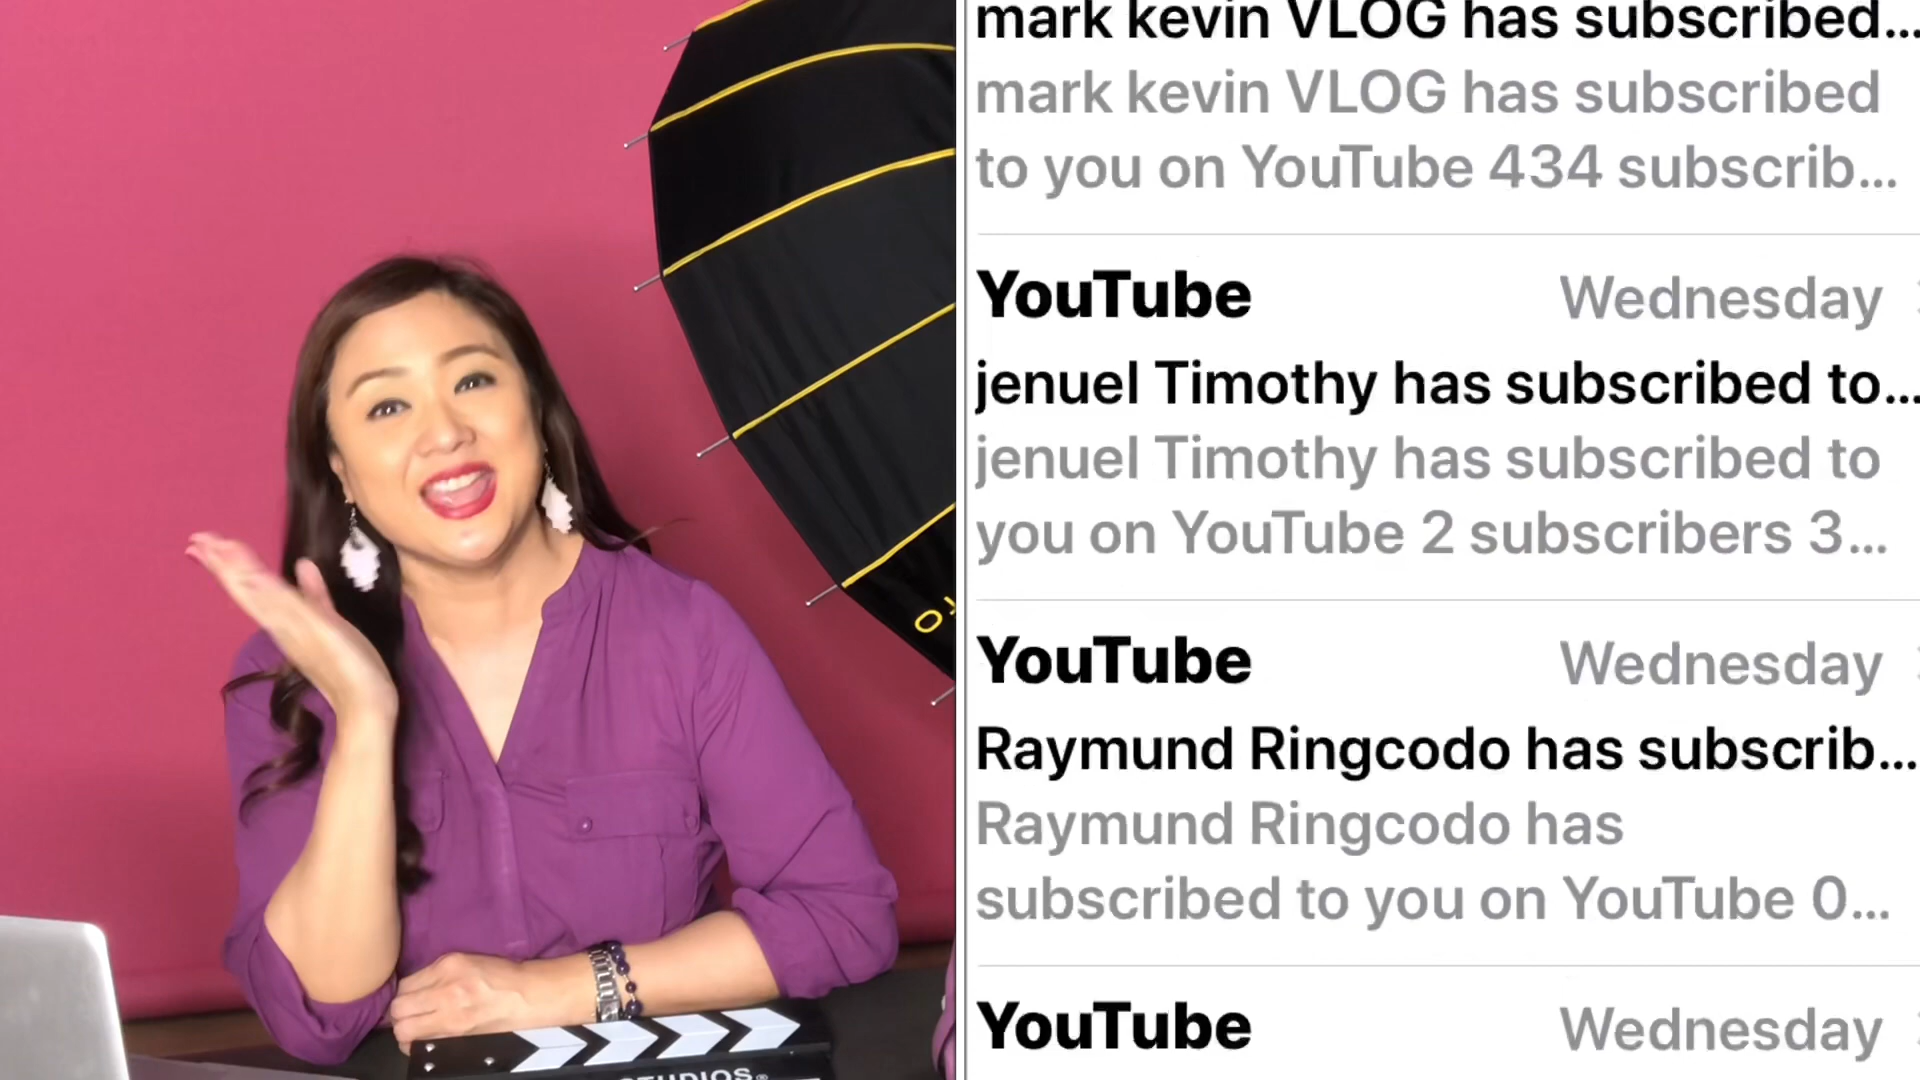 mark kevin VLOG has subscribed...
mark kevin VLOG has subscribed
to you on YouTube 434 subscrib...
YouTube Wednesday
jenuel Timothy has subscribed to...
jenuel Timothy has subscribed to
you on YouTube 2 subscribers 3...
YouTube Wednesday
Raymund Ringcodo has subscrib...
Raymund Ringcodo has
subscribed to you on YouTube 0...
YouTube Wednesday